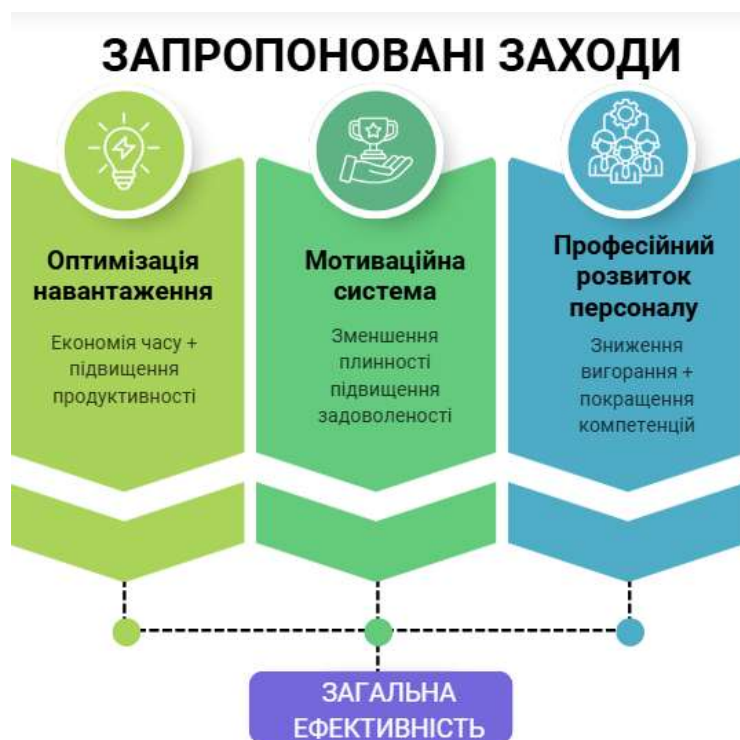 ЗАПРОПОНОВАНІ ЗАХОДИ
Оптимізація
навантаження
Економія часу +
підвищення
продуктивності
Мотиваційна
система
Зменшення
плинності
підвищення
задоволеності
Професійний
розвиток
персоналу
Зниження
вигорання +
покращення
компетенцій
ЗАГАЛЬНА
ЕФЕКТИВНІСТЬ